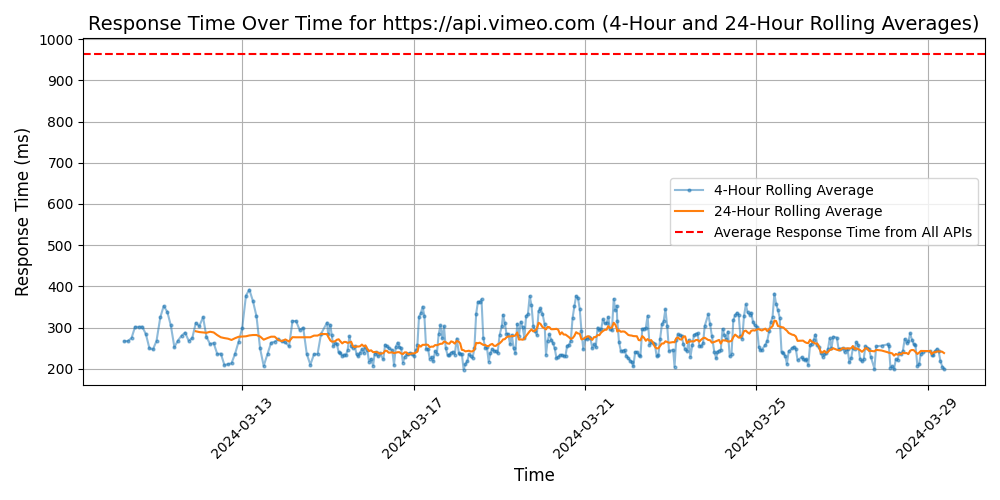 Response Time Over Time for https://api.vimeo.com (4-Hour and 24-Hour Rolling Averages)
Response Time (ms)
1000
900
800
700
600
500
400
300
200
4-Hour Rolling Average
24-Hour Rolling Average
Average Response Time from All APIs
2024-03-13
2024-03-17
2024-03-21
2024-03-25
2024-03-29
Time